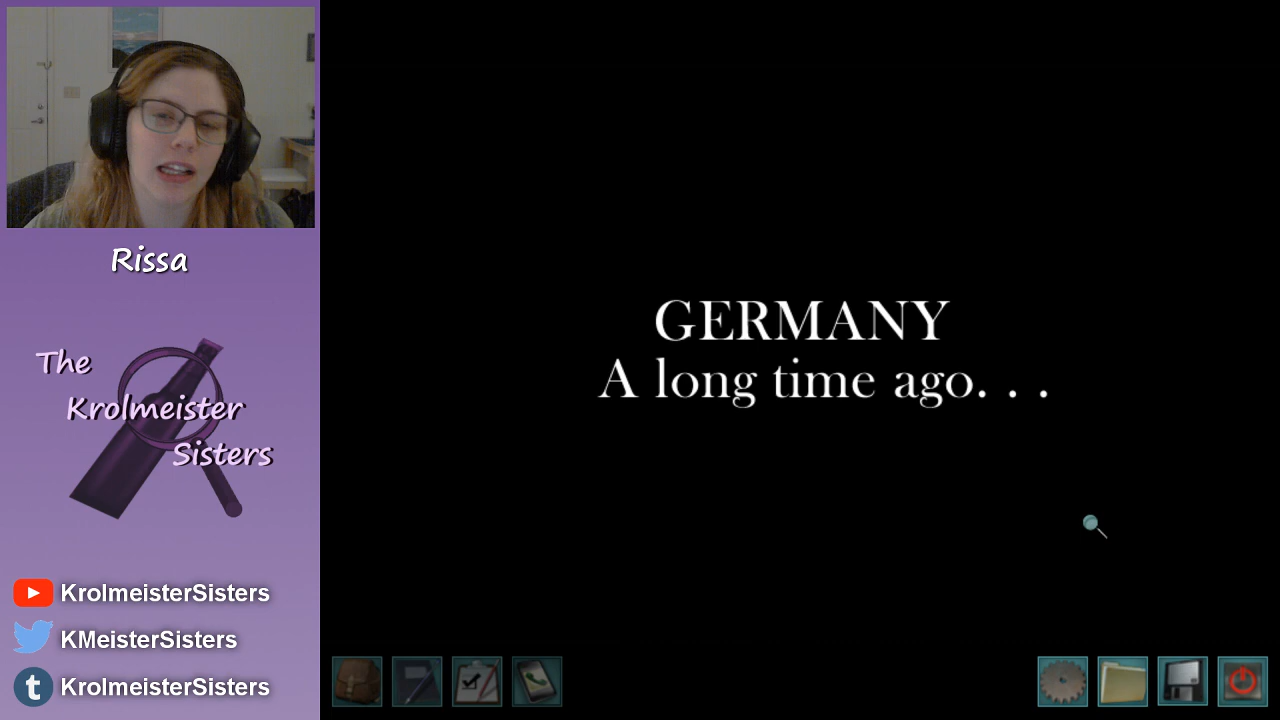 Rissa
The
Krolmeister
Sisters
KrolmeisterSisters
KMeisterSisters
t KrolmeisterSisters
GERMANY
A long time ago. . .